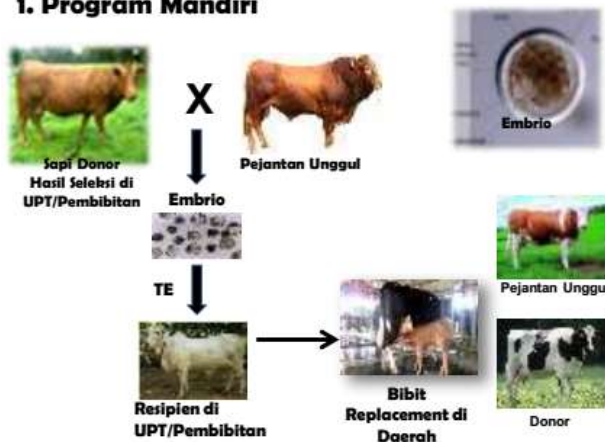 1. Program Mandiri
X
Sapi Donor
Hasil Seleksi di
UPT/Pembibitan
Pejantan Unggul
Embrio
Embrio
TE
Resipien di
UPT/Pembibitan
Bibit
Replacement di
Daerah
Pejantan Unggu
Donor